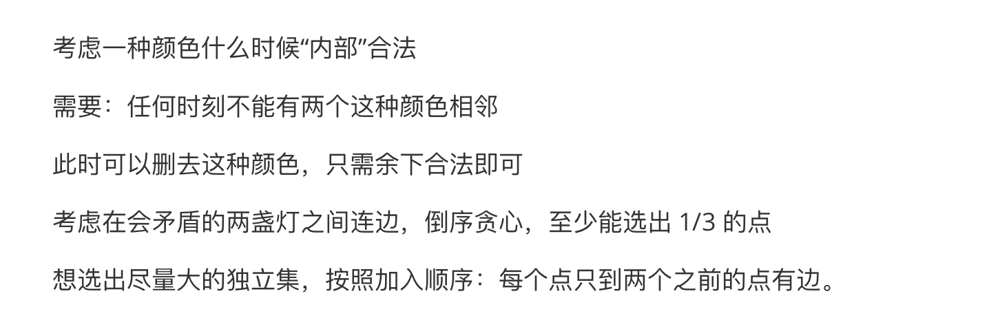 考虑一种颜色什么时候“内部”合法
需要：任何时刻不能有两个这种颜色相邻
此时可以删去这种颜色，只需余下合法即可
考虑在会矛盾的两盏灯之间连边，倒序贪心，至少能选出 1/3 的点
想选出尽量大的独立集，按照加入顺序：每个点只到两个之前的点有边。